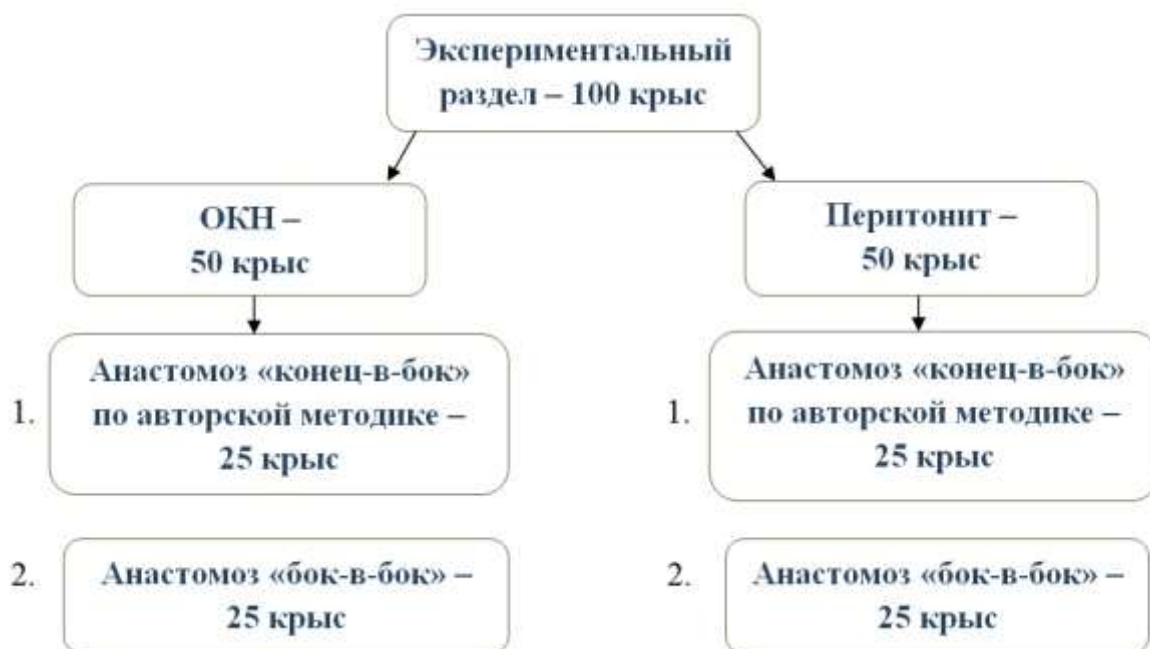 Экспериментальный
раздел – 100 крыс
ОКН –
50 крыс
Перитонит –
50 крыс
1.
Анастомоз «конец-в-бок»
по авторской методике –
25 крыс
1.
Анастомоз «конец-в-бок»
по авторской методике –
25 крыс
2.
Анастомоз «бок-в-бок» –
25 крыс
2.
Анастомоз «бок-в-бок» –
25 крыс